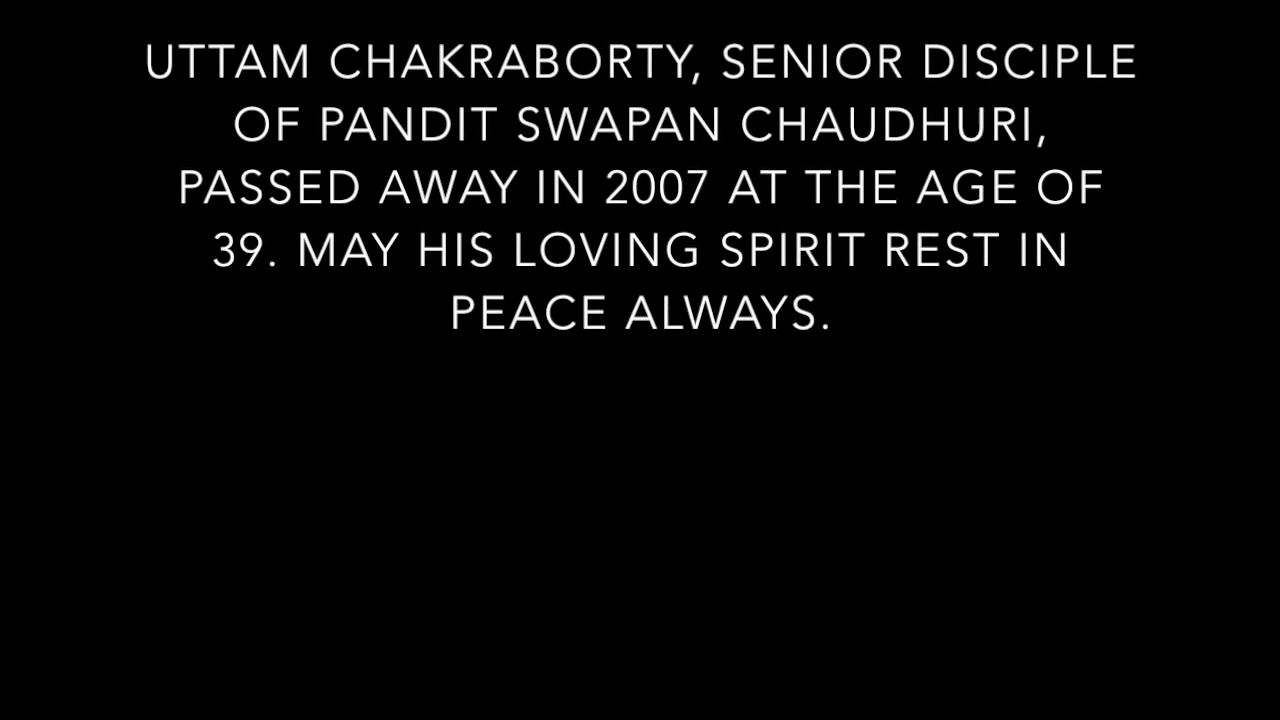 UTTAM CHAKRABORTY, SENIOR DISCIPLE
OF PANDIT SWAPAN CHAUDHURI,
PASSED AWAY IN 2007 AT THE AGE OF
39. MAY HIS LOVING SPIRIT REST IN
PEACE ALWAYS.